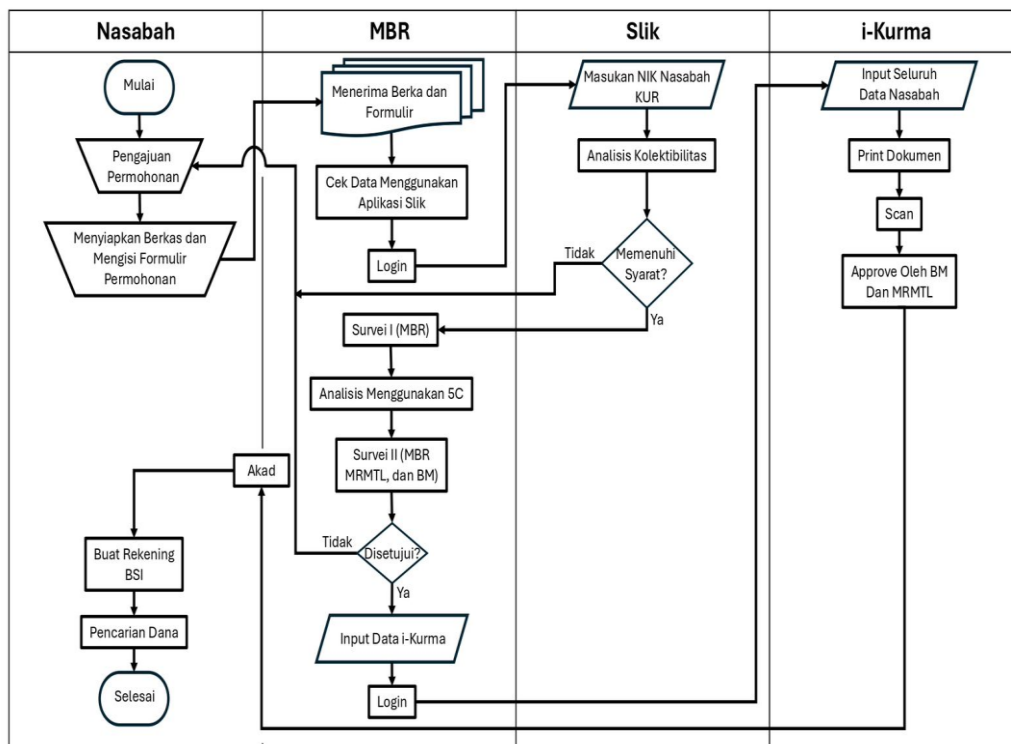 Nasabah
MBR
Slik
i-Kurma
Mulai
Pengajuan
Permohonan
Menyiapkan Berkas dan
Mengisi Formulir
Permohonan
Menerima Berka dan
Formulir
Cek Data Menggunakan
Aplikasi Slik
Login
Masukan NIK Nasabah
KUR
Analisis Kolektibilitas
Memenuhi
Syarat?
Tidak
Ya
Survei I (MBR)
Analisis Menggunakan 5C
Survei II (MBR
MRMTL, dan BM)
Disetujui?
Tidak
Ya
Input Data i-Kurma
Login
Input Seluruh
Data Nasabah
Print Dokumen
Scan
Approve Oleh BM
Dan MRMTL
Akad
Buat Rekening
BSI
Pencarian Dana
Selesai